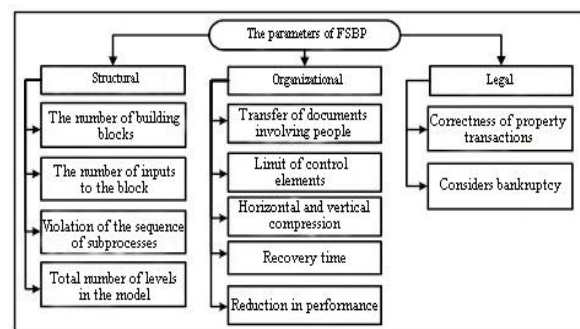 The parameters of FSBP
Structural
The number of building
blocks
The number of inputs
to the block
Violation of the sequence
of subprocesses
Total number of levels
in the model
Organizational
Transfer of documents
involving people
Limit of control
elements
Horizontal and vertical
compression
Recovery time
Reduction in performance
Legal
Correctness of property
transactions
Considers bankruptcy